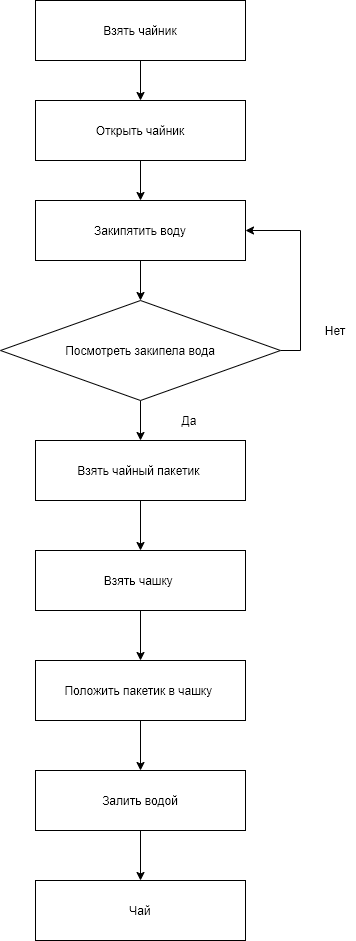 Взять чайник
Открыть чайник
Закипятить воду
Посмотреть закипела вода
Нет
Да
Взять чайный пакетик
Взять чашку
Положить пакетик в чашку
Залить водой
Чай